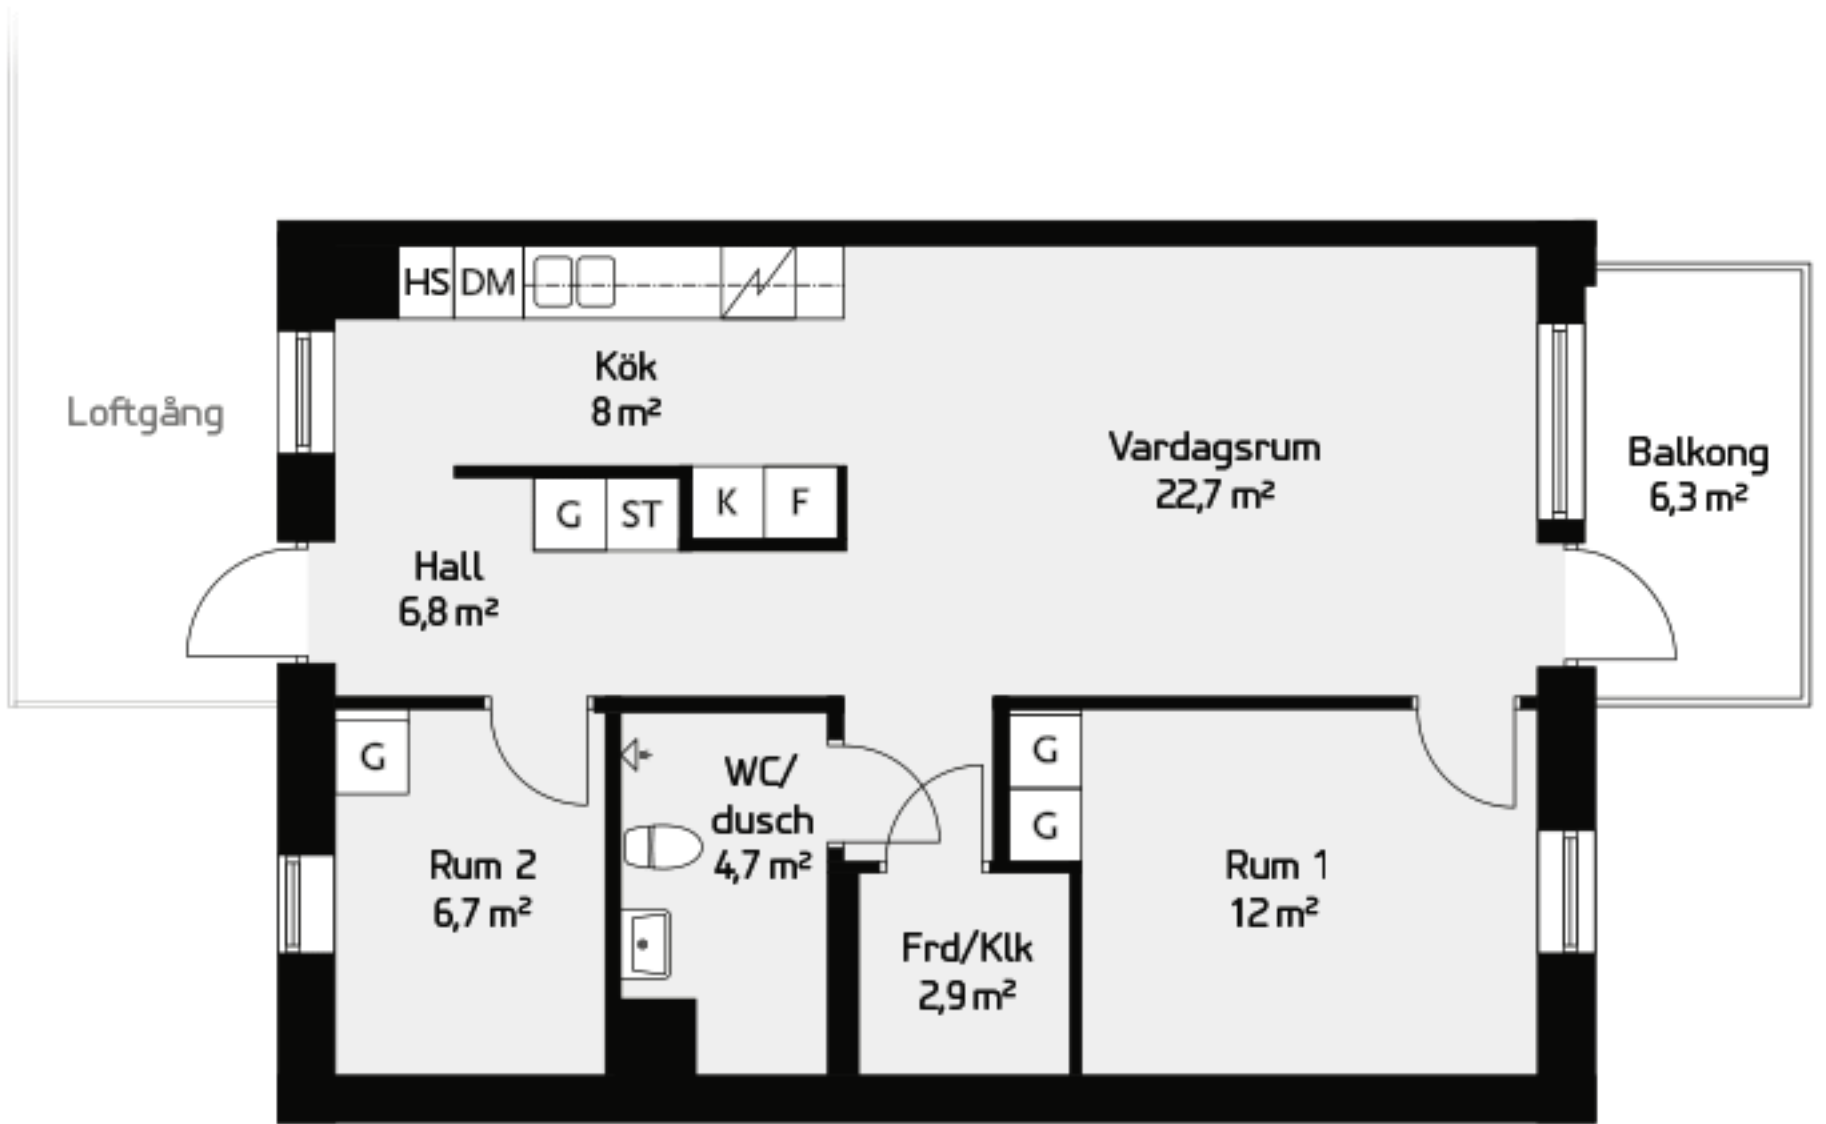 HS DM
Kök
8 m²
Loftgång
Vardagsrum
22,7 m²
Balkong
6,3 m²
G ST K F
Hall
6,8 m²
G
WC/
dusch
4,7 m²
G
G
Rum 2
6,7 m²
Rum 1
12 m²
Frd/Klk
2,9 m²